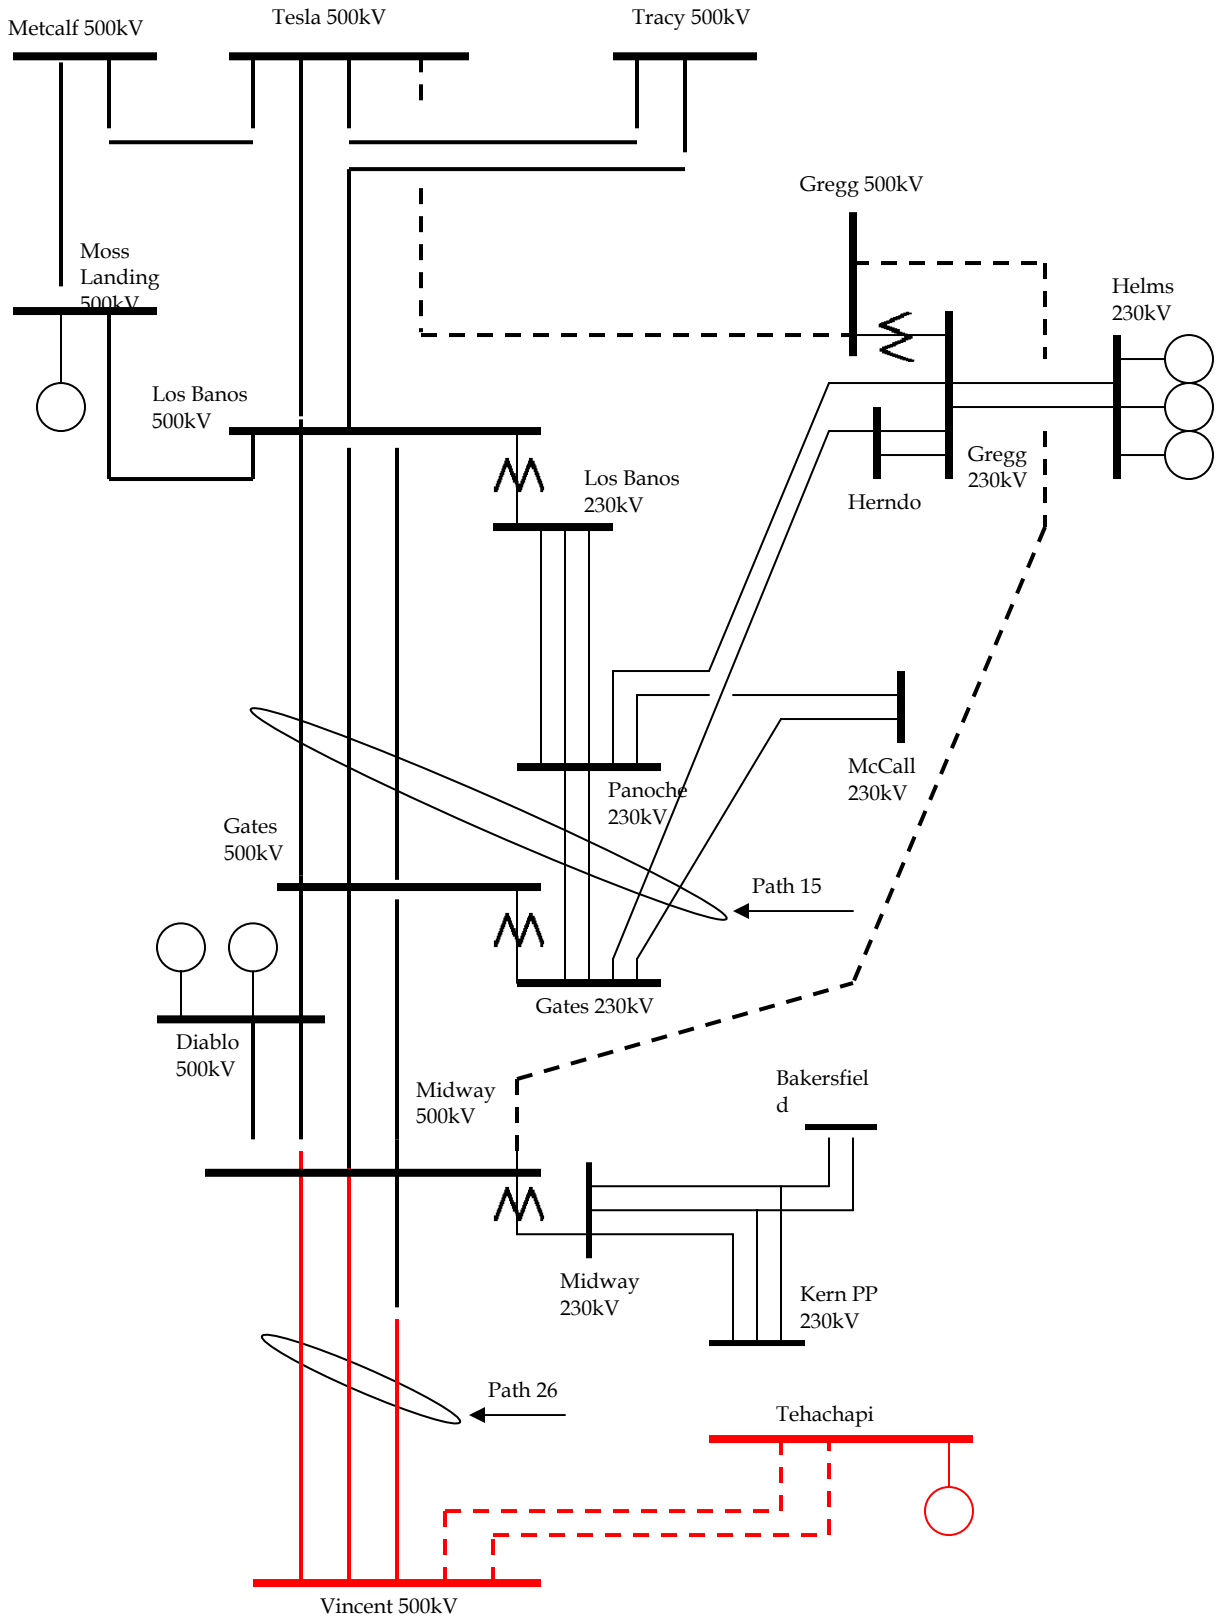 Metcalf 500kV
Tesla 500kV
Tracy 500kV
Gregg 500kV
Moss
Landing
500kV
Helms
230kV
Los Banos
500kV
Los Banos
230kV
Gregg
230kV
Herndo
McCall
230kV
Panoche
230kV
Gates
500kV
Path 15
Gates 230kV
Diablo
500kV
Midway
500kV
Bakersfiel
d
Midway
230kV
Kern PP
230kV
Path 26
Tehachapi
Vincent 500kV